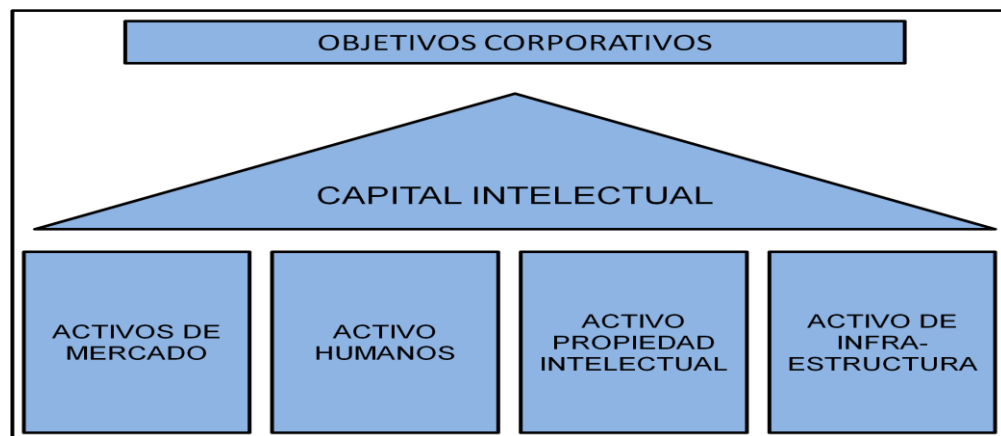 OBJETIVOS CORPORATIVOS
CAPITAL INTELECTUAL
ACTIVOS DE
MERCADO
ACTIVO
HUMANOS
ACTIVO
PROPIEDAD
INTELECTUAL
ACTIVO DE
INFRA-
ESTRUCTURA